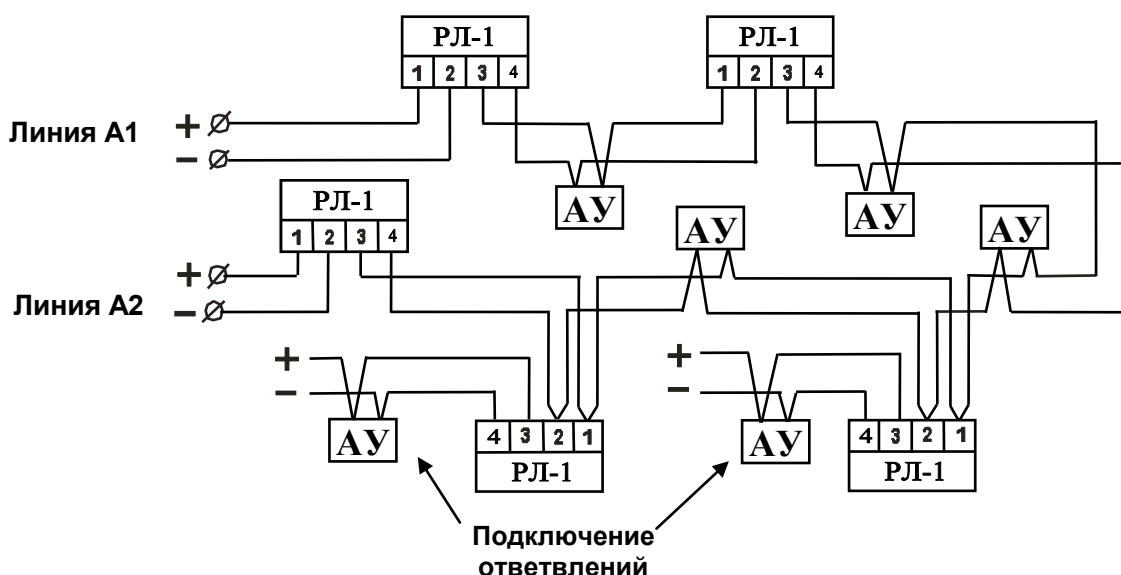 РЛ-1
1 2 3 4
РЛ-1
1 2 3 4
Линия А1
+
−
АУ
АУ
РЛ-1
1 2 3 4
АУ
АУ
Линия А2
+
−
+
−
АУ
4 3 2 1
РЛ-1
+
−
АУ
4 3 2 1
РЛ-1
Подключение
ответвлений